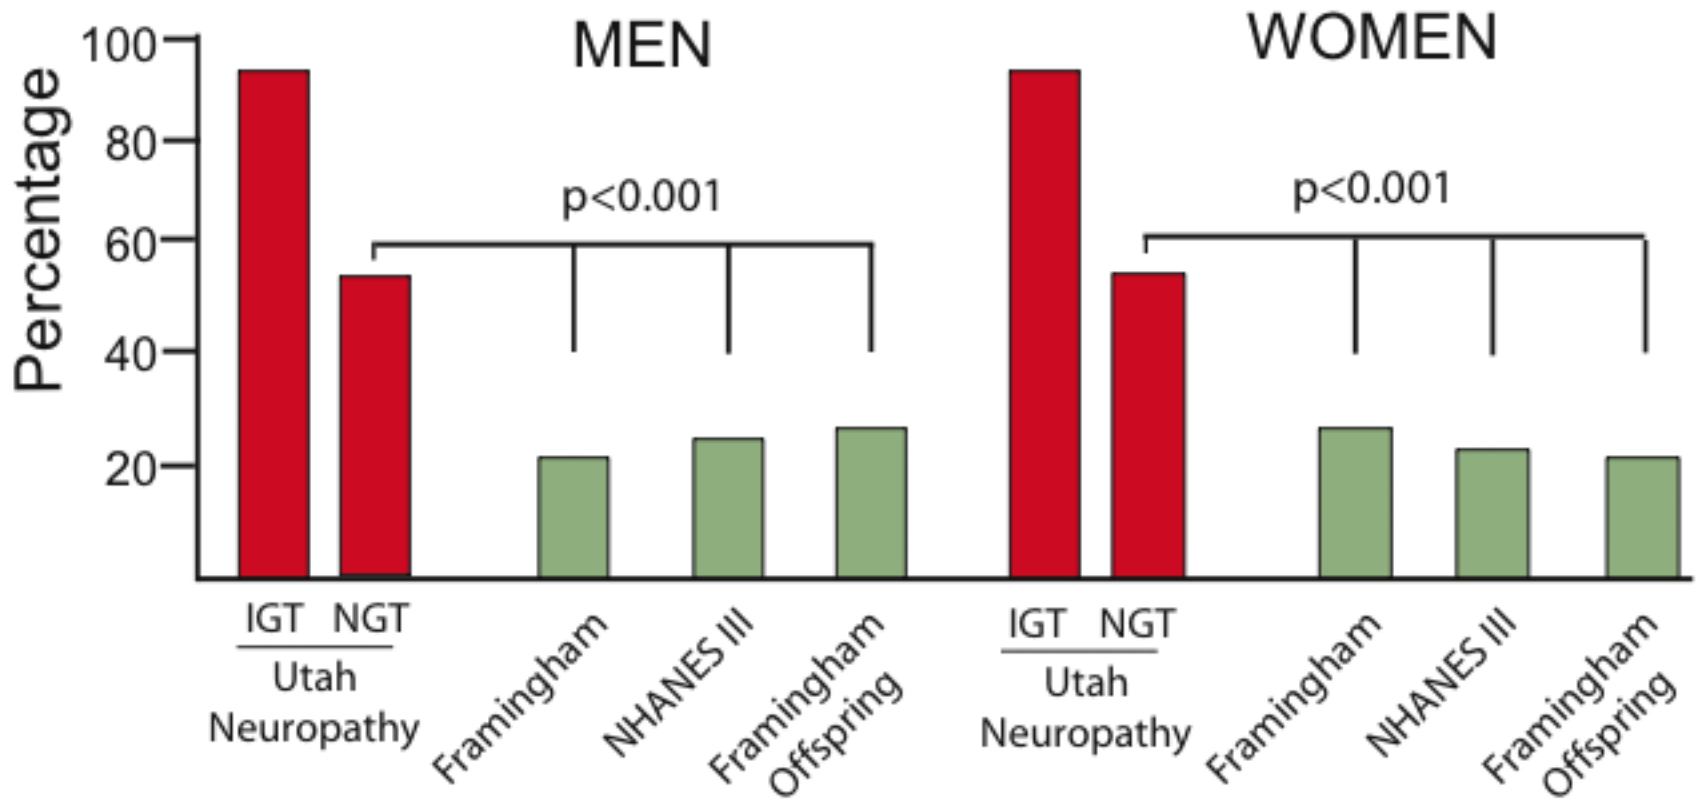 MEN
WOMEN
Percentage
100
80
60
40
20
p<0.001
p<0.001
IGT NGT
Utah
Neuropathy
Framingham
NHANES III
Framingham
Offspring
IGT NGT
Utah
Neuropathy
Framingham
NHANES III
Framingham
Offspring